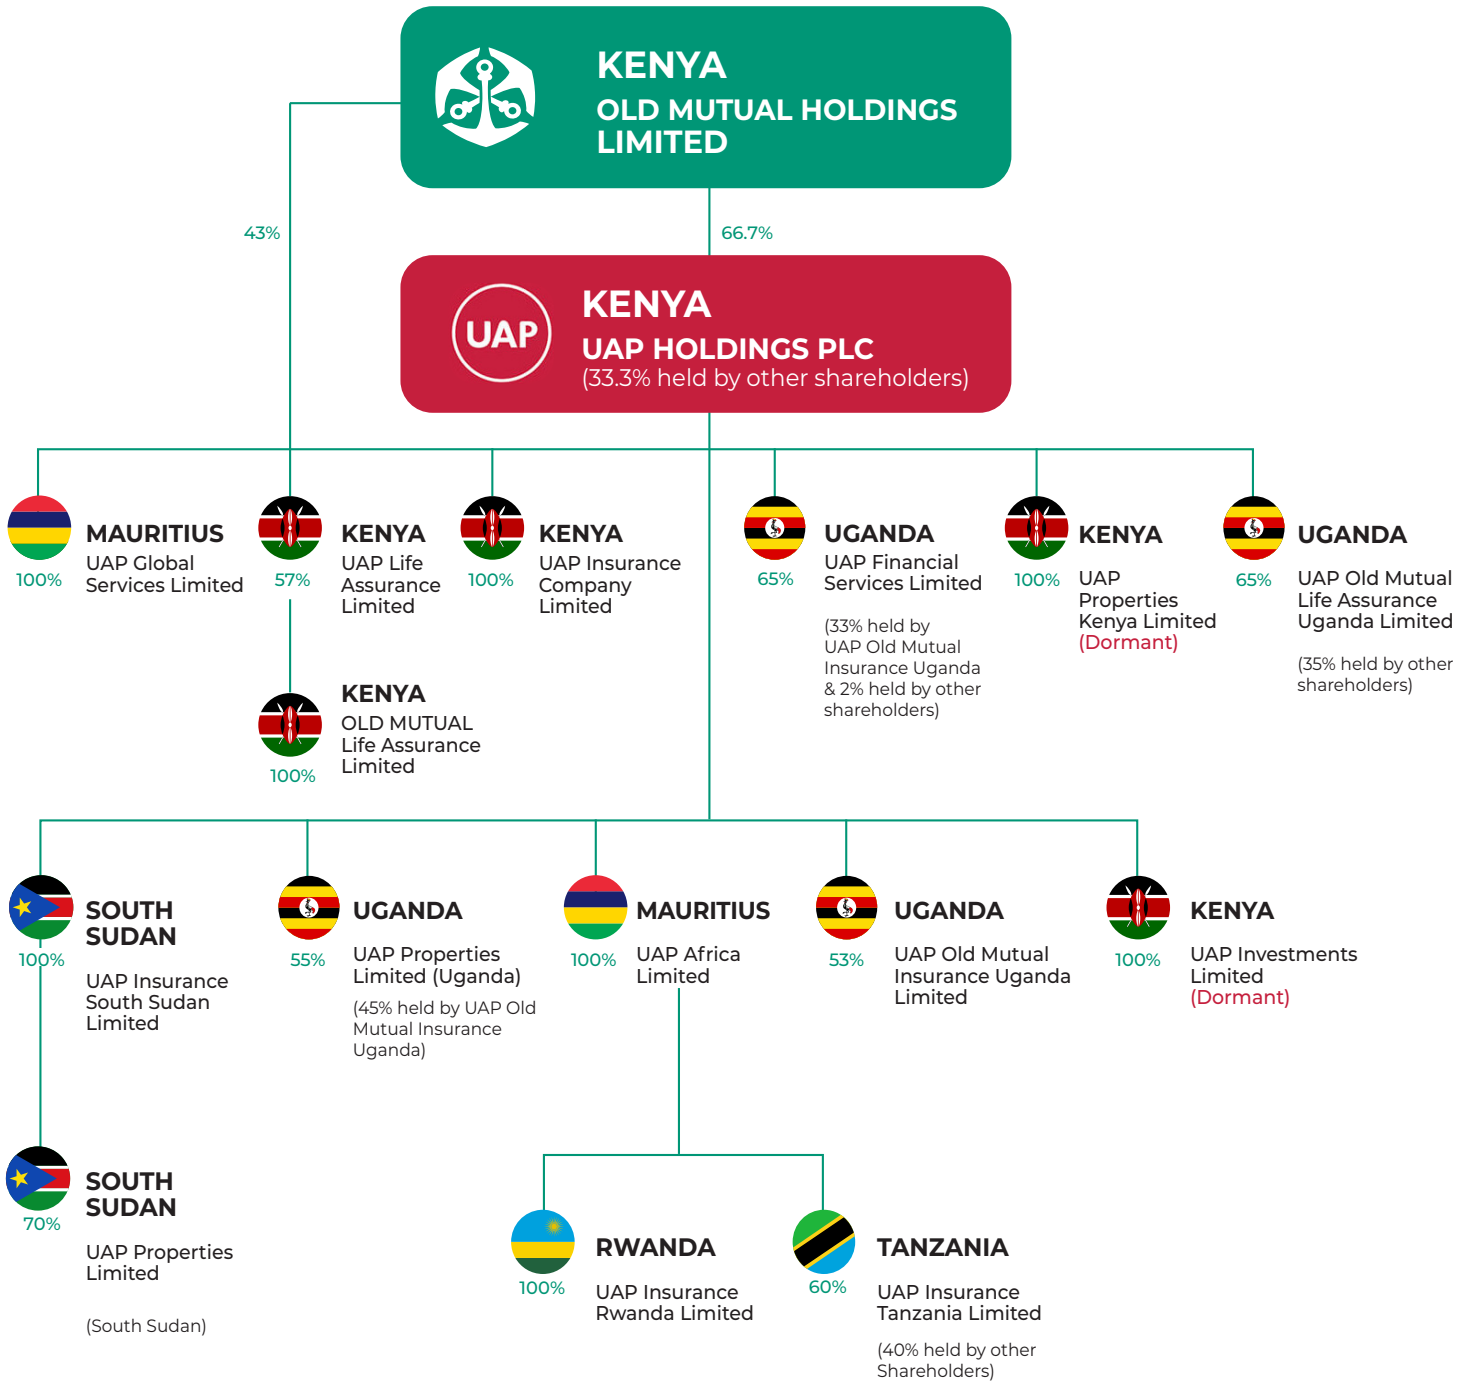 KENYA
OLD MUTUAL HOLDINGS
LIMITED
43%
66.7%
UAP
KENYA
UAP HOLDINGS PLC
(33.3% held by other shareholders)
MAURITIUS
UAP Global
Services Limited
100%
KENYA
UAP Life
Assurance
Limited
57%
KENYA
UAP Insurance
Company
Limited
100%
UGANDA
UAP Financial
Services Limited
65%
(33% held by
UAP Old Mutual
Insurance Uganda
& 2% held by other
shareholders)
KENYA
UAP
Properties
Kenya Limited
(Dormant)
100%
UGANDA
UAP Old Mutual
Life Assurance
Uganda Limited
65%
(35% held by other
shareholders)
KENYA
OLD MUTUAL
Life Assurance
Limited
100%
SOUTH
SUDAN
100%
UAP Insurance
South Sudan
Limited
UGANDA
UAP Properties
Limited (Uganda)
55%
(45% held by UAP Old
Mutual Insurance
Uganda)
MAURITIUS
UAP Africa
Limited
100%
UGANDA
UAP Old Mutual
Insurance Uganda
Limited
53%
KENYA
UAP Investments
Limited
(Dormant)
100%
SOUTH
SUDAN
70%
UAP Properties
Limited
(South Sudan)
RWANDA
100%
UAP Insurance
Rwanda Limited
TANZANIA
60%
UAP Insurance
Tanzania Limited
(40% held by other
Shareholders)